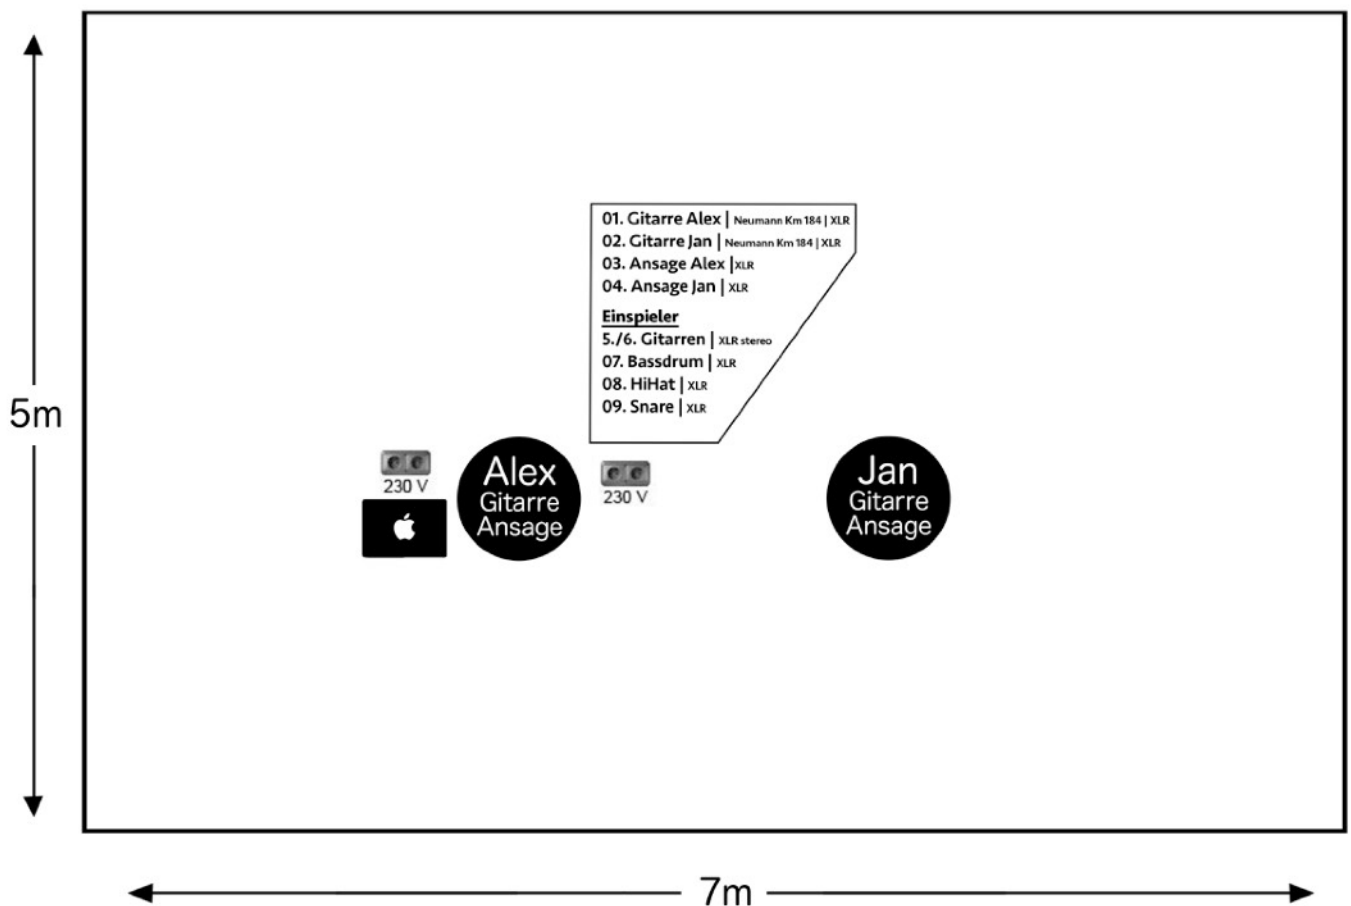 01. Gitarre Alex | Neumann Km 184 | XLR
02. Gitarre Jan | Neumann Km 184 | XLR
03. Ansage Alex |XLR
04. Ansage Jan | XLR
Einspieler
5./6. Gitarren | XLR stereo
07. Bassdrum | XLR
08. HiHat | XLR
09. Snare | XLR
5m
230 V
Alex
Gitarre
Ansage
230 V
Jan
Gitarre
Ansage
7m